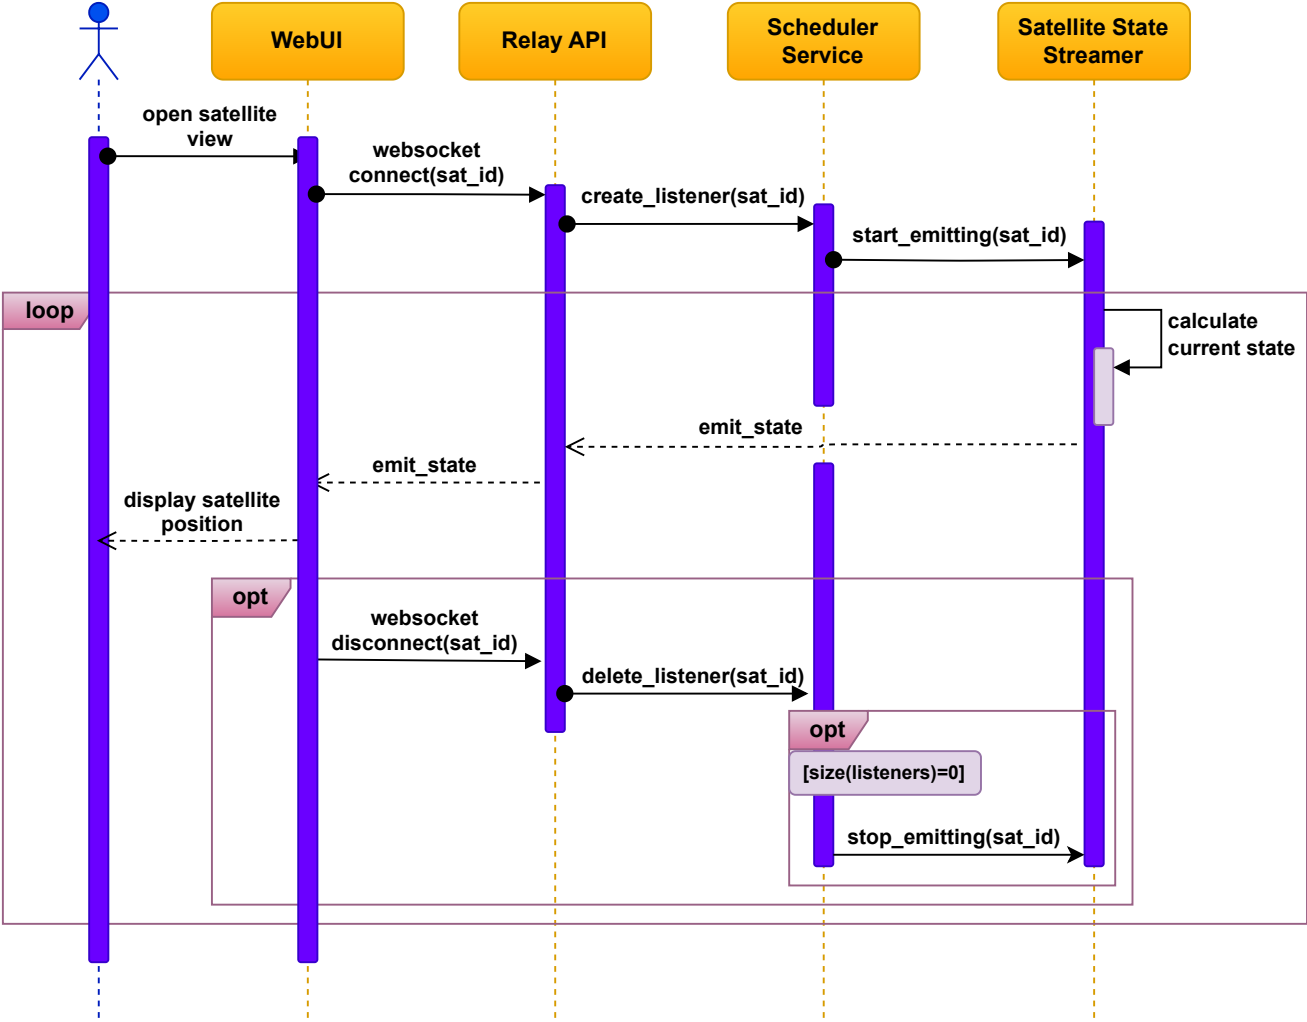 WebUI
Relay API
Scheduler
Service
Satellite State
Streamer
open satellite
view
websocket
connect(sat_id)
create_listener(sat_id)
start_emitting(sat_id)
loop
calculate
current state
emit_state
emit_state
display satellite
position
opt
websocket
disconnect(sat_id)
delete_listener(sat_id)
opt
[size(listeners)=0]
stop_emitting(sat_id)